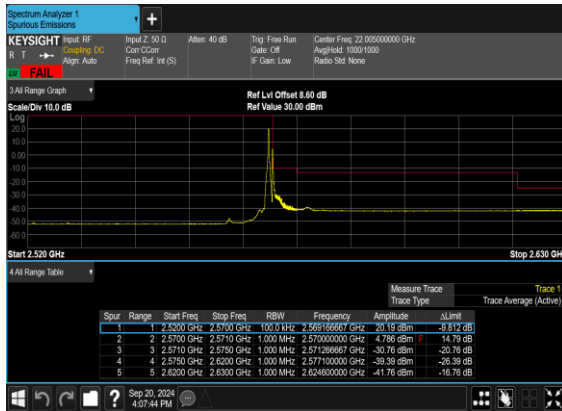 Spectrum Analyzer 1
Spurious Emissions
+
KEYSIGHT Input: RF Input Z: 50 Ω Atten: 40 dB Trig: Free Run Center Freq: 22.005000000 GHz
R T Coupling: DC Corr CCorr Gate: Off Avg|Hold: 1000/1000
Align: Auto Freq Ref: Int (S) IF Gain: Low Radio Std: None
FAIL
3 All Range Graph
Ref Lvl Offset 8.60 dB
Scale/Div 10.0 dB Ref Value 30.00 dBm
Log
20.0
10.0
0.00
-10.0
-20.0
-30.0
-40.0
-50.0
-60.0
Start 2.520 GHz Stop 2.630 GH
4 All Range Table
Measure Trace Trace 1
Trace Type Trace Average (Active)
Spur Range Start Freq Stop Freq RBW Frequency Amplitude ΔLimit
1 1 2.5200 GHz 2.5700 GHz 100.0 kHz 2.569166667 GHz 20.19 dBm -9.812 dB
2 2 2.5700 GHz 2.5710 GHz 1.000 MHz 2.570000000 GHz 4.786 dBm F 14.79 dB
3 3 2.5710 GHz 2.5750 GHz 1.000 MHz 2.571266667 GHz -30.76 dBm -20.76 dB
4 4 2.5750 GHz 2.6200 GHz 1.000 MHz 2.577100000 GHz -39.39 dBm -26.39 dB
5 5 2.6200 GHz 2.6300 GHz 1.000 MHz 2.624600000 GHz -41.76 dBm -16.76 dB
?
Sep 20, 2024
4:07:44 PM